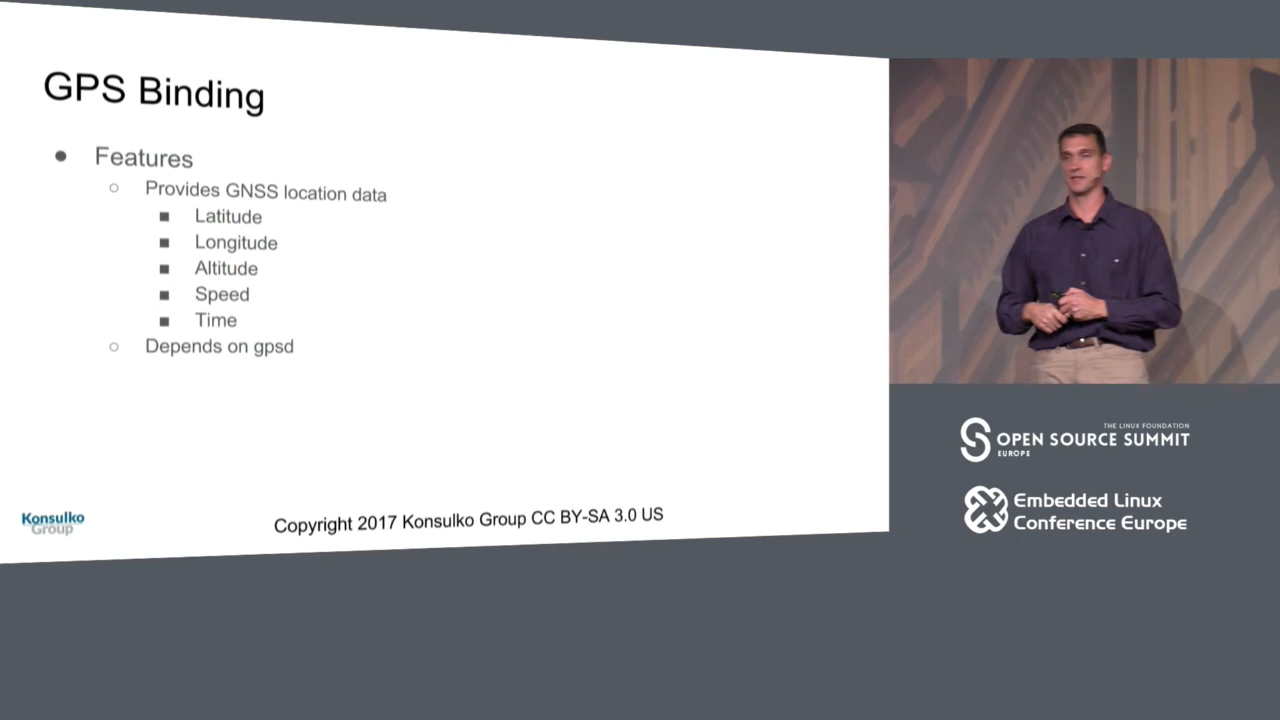 GPS Binding
● Features
○ Provides GNSS location data
■ Latitude
■ Longitude
■ Altitude
■ Speed
■ Time
○ Depends on gpsd
Konsulko
Group
Copyright 2017 Konsulko Group CC BY-SA 3.0 US
THE LINUX FOUNDATION
OPEN SOURCE SUMMIT
EUROPE
Embedded Linux
Conference Europe